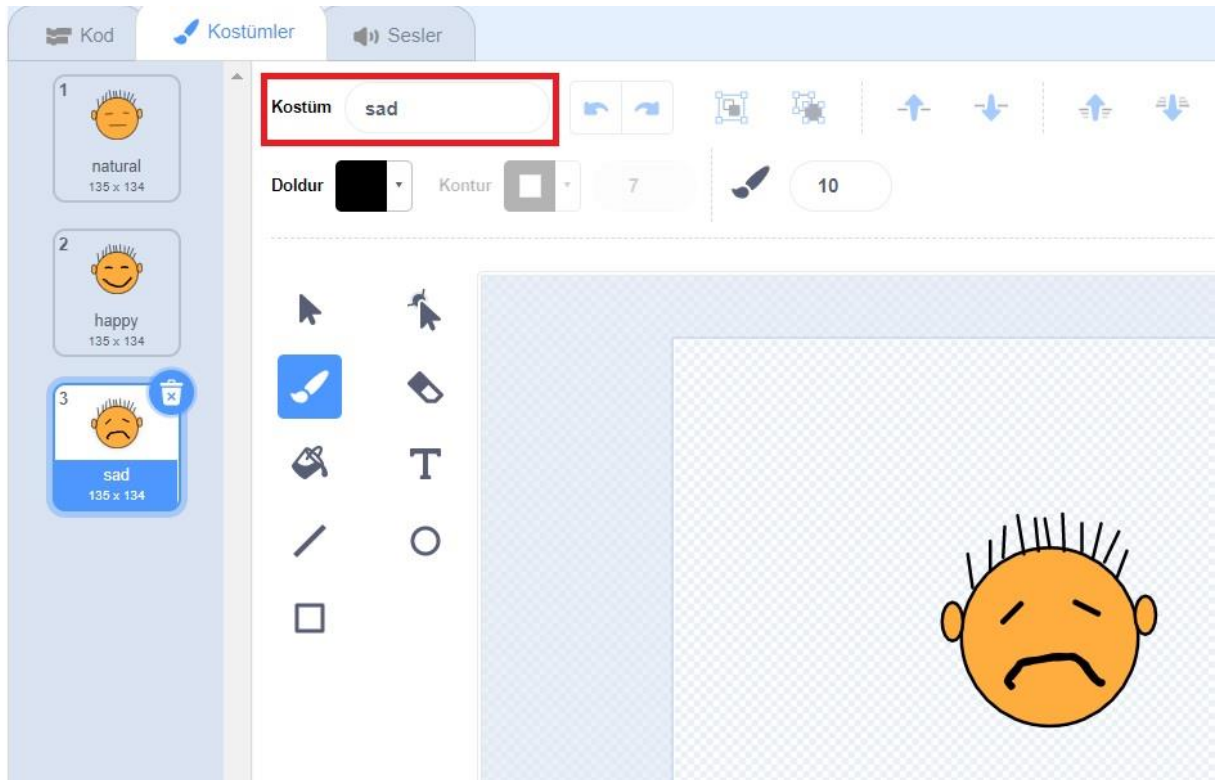 Kod Kostümler Sesler
1
natural
135 x 134
2
happy
135 x 134
3
sad
135 x 134
Kostüm sad
Doldur Kontur 7 10
T